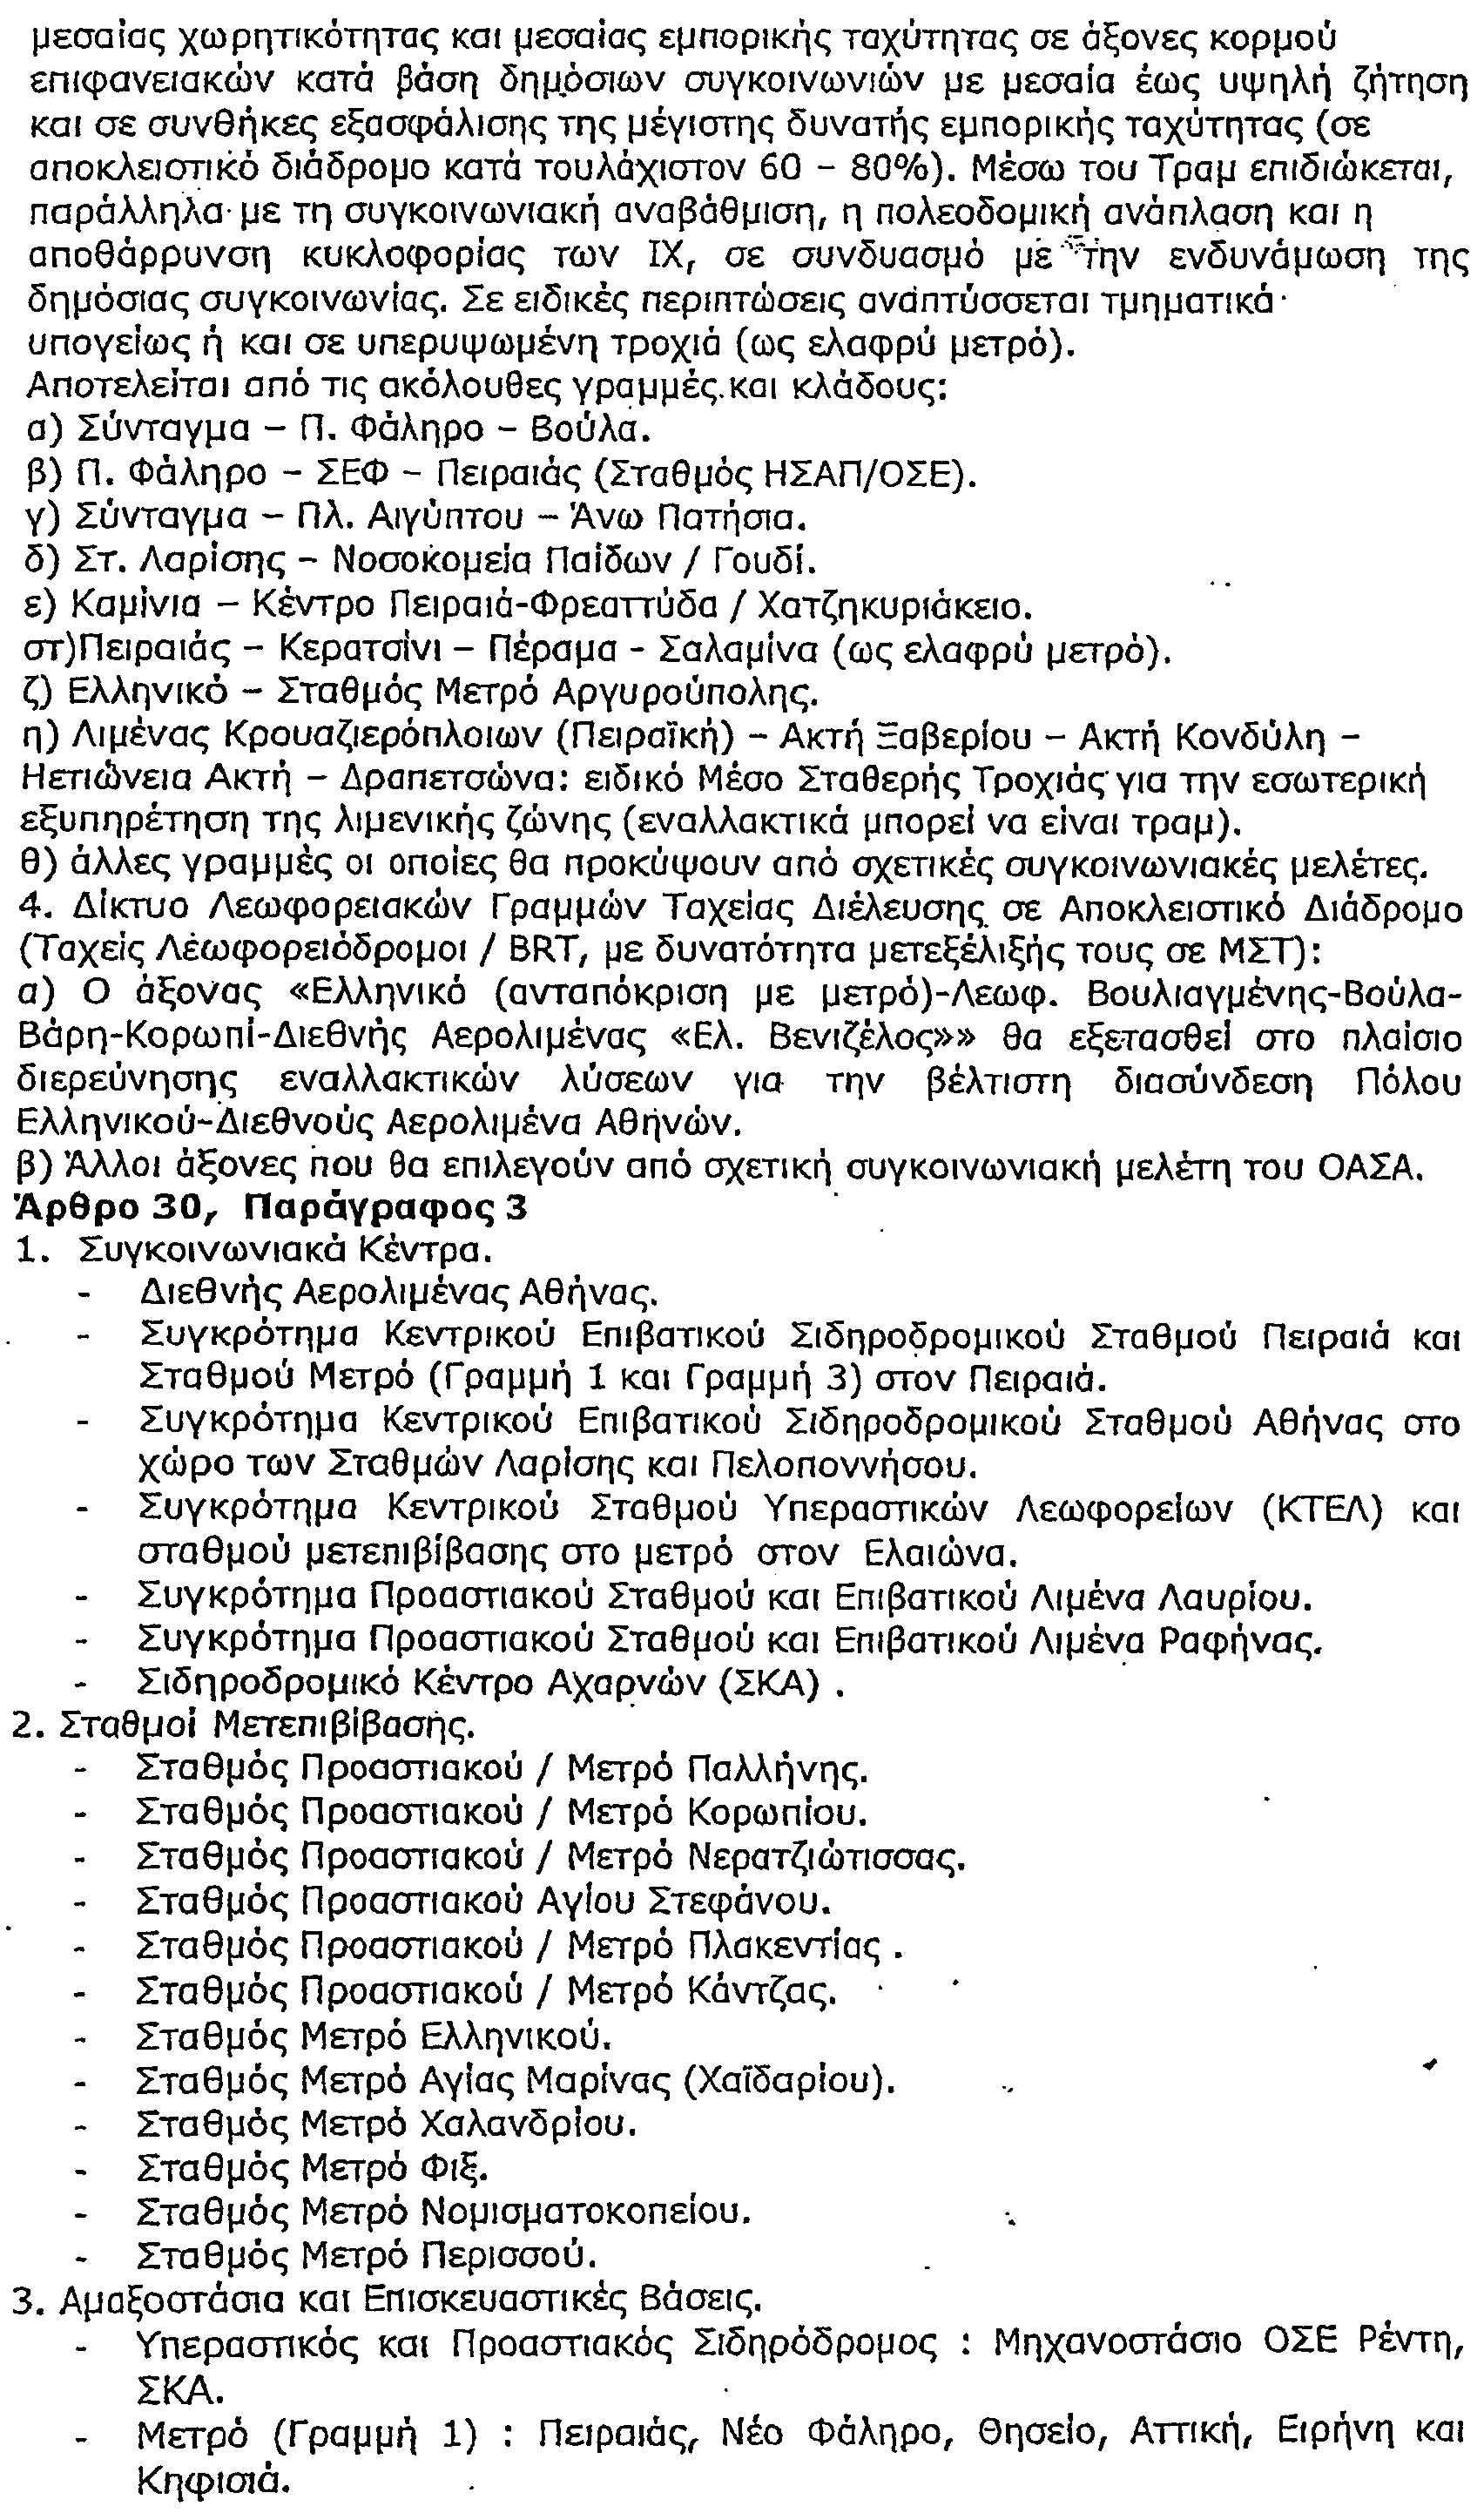 μεσαίας χωρητικότητας και μεσαίας εμπορικής ταχύτητας σε άξονες κορμού
επιφανειακών κατά βάση δημόσιων συγκοινωνιών με μεσαία έως υψηλή ζήτηση
και σε συνθήκες εξασφάλισης της μέγιστης δυνατής εμπορικής ταχύτητας (σε
αποκλειστικό διάδρομο κατά τουλάχιστον 60 – 80%). Μέσω του Τραμ επιδιώκεται,
παράλληλα με τη συγκοινωνιακή αναβάθμιση, η πολεοδομική ανάπλαση και η
αποθάρρυνση κυκλοφορίας των ΙΧ, σε συνδυασμό με την ενδυνάμωση της
δημόσιας συγκοινωνίας. Σε ειδικές περιπτώσεις αναπτύσσεται τμηματικά
υπογείως ή και σε υπερυψωμένη τροχιά (ως ελαφρύ μετρό).
Αποτελείται από τις ακόλουθες γραμμές και κλάδους:
α) Σύνταγμα – Π. Φάληρο – Βούλα.
β) Π. Φάληρο – ΣΕΦ – Πειραιάς (Σταθμός ΗΣΑΠ/ΟΣΕ).
γ) Σύνταγμα – Πλ. Αιγύπτου – Άνω Πατήσια.
δ) Στ. Λαρίσης – Νοσοκομεία Παίδων / Γουδί.
ε) Καμίνια – Κέντρο Πειραιά-Φρεαττύδα / Χατζηκυριάκειο.
στ)Πειραιάς – Κερατσίνι – Πέραμα - Σαλαμίνα (ως ελαφρύ μετρό).
ζ) Ελληνικό – Σταθμός Μετρό Αργυρούπολης.
η) Λιμένας Κρουαζιερόπλοιων (Πειραϊκή) – Ακτή Ξαβερίου – Ακτή Κονδύλη –
Ηετιώνεια Ακτή – Δραπετσώνα: ειδικό Μέσο Σταθερής Τροχιάς για την εσωτερική
εξυπηρέτηση της λιμενικής ζώνης (εναλλακτικά μπορεί να είναι τραμ).
θ) άλλες γραμμές οι οποίες θα προκύψουν από σχετικές συγκοινωνιακές μελέτες.
4. Δίκτυο Λεωφορειακών Γραμμών Ταχείας Διέλευσης σε Αποκλειστικό Διάδρομο
(Ταχείς Λεωφορειόδρομοι / BRT, με δυνατότητα μετεξέλιξής τους σε ΜΣΤ):
α) Ο άξονας «Ελληνικό (ανταπόκριση με μετρό)-Λεωφ. Βουλιαγμένης-Βούλα-
Βάρη-Κορωπί-Διεθνής Αερολιμένας «Ελ. Βενιζέλος»» θα εξετασθεί στο πλαίσιο
διερεύνησης εναλλακτικών λύσεων για την βέλτιστη διασύνδεση Πόλου
Ελληνικού-Διεθνούς Αερολιμένα Αθηνών.
β) Άλλοι άξονες που θα επιλεγούν από σχετική συγκοινωνιακή μελέτη του ΟΑΣΑ.
Άρθρο 30, Παράγραφος 3
1. Συγκοινωνιακά Κέντρα.
- Διεθνής Αερολιμένας Αθήνας.
- Συγκρότημα Κεντρικού Επιβατικού Σιδηροδρομικού Σταθμού Πειραιά και
Σταθμού Μετρό (Γραμμή 1 και Γραμμή 3) στον Πειραιά.
- Συγκρότημα Κεντρικού Επιβατικού Σιδηροδρομικού Σταθμού Αθήνας στο
χώρο των Σταθμών Λαρίσης και Πελοποννήσου.
- Συγκρότημα Κεντρικού Σταθμού Υπεραστικών Λεωφορείων (ΚΤΕΛ) και
σταθμού μετεπιβίβασης στο μετρό στον Ελαιώνα.
- Συγκρότημα Προαστιακού Σταθμού και Επιβατικού Λιμένα Λαυρίου.
- Συγκρότημα Προαστιακού Σταθμού και Επιβατικού Λιμένα Ραφήνας.
- Σιδηροδρομικό Κέντρο Αχαρνών (ΣΚΑ) .
2. Σταθμοί Μετεπιβίβασης.
- Σταθμός Προαστιακού / Μετρό Παλλήνης.
- Σταθμός Προαστιακού / Μετρό Κορωπίου.
- Σταθμός Προαστιακού / Μετρό Νερατζιώτισσας.
- Σταθμός Προαστιακού Αγίου Στεφάνου.
- Σταθμός Προαστιακού / Μετρό Πλακεντίας .
- Σταθμός Προαστιακού / Μετρό Κάντζας.
- Σταθμός Μετρό Ελληνικού.
- Σταθμός Μετρό Αγίας Μαρίνας (Χαϊδαρίου).
- Σταθμός Μετρό Χαλανδρίου.
- Σταθμός Μετρό Φιξ.
- Σταθμός Μετρό Νομισματοκοπείου.
- Σταθμός Μετρό Περισσού.
3. Αμαξοστάσια και Επισκευαστικές Βάσεις.
- Υπεραστικός και Προαστιακός Σιδηρόδρομος : Μηχανοστάσιο ΟΣΕ Ρέντη,
ΣΚΑ.
- Μετρό (Γραμμή 1) : Πειραιάς, Νέο Φάληρο, Θησείο, Αττική, Ειρήνη και
Κηφισιά.